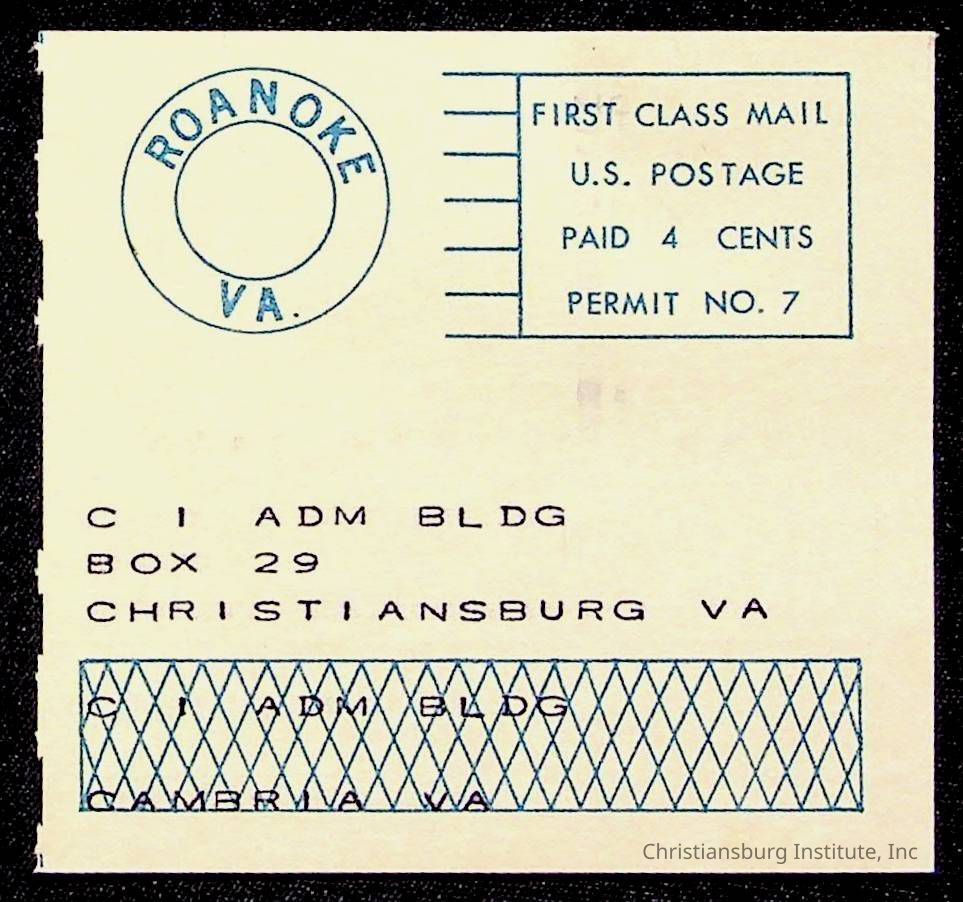 ROANOKE
VA.
FIRST CLASS MAIL
U.S. POSTAGE
PAID 4 CENTS
PERMIT NO. 7
C I ADM BLDG
BOX 29
CHRISTIANSBURG VA
C I ADM BLDG
CAMBRIA VA
Christiansburg Institute, Inc